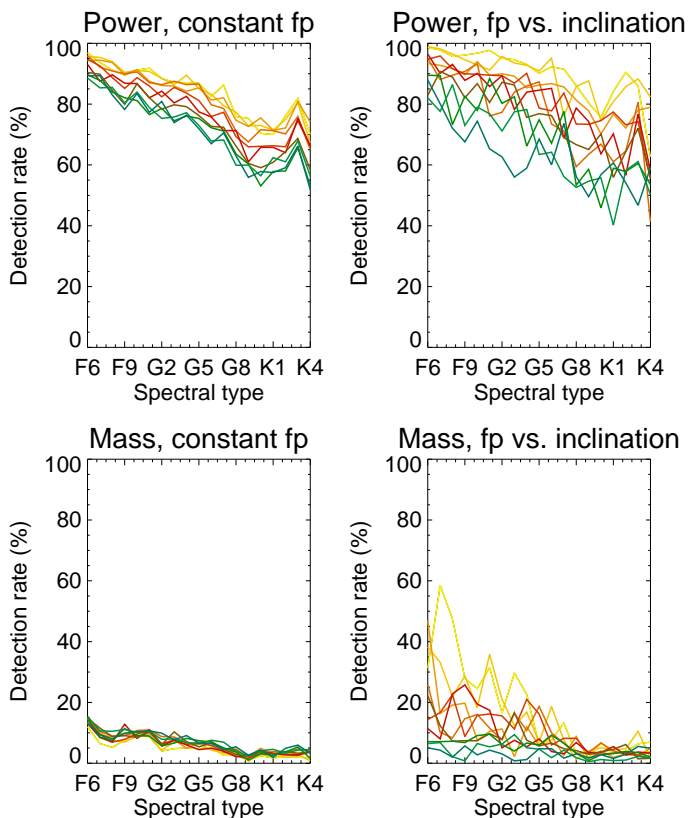 Power, constant fp
Power, fp vs. inclination
100
80
60
40
20
0
Detection rate (%)
F6 F9 G2 G5 G8 K1 K4
Spectral type
100
80
60
40
20
0
Detection rate (%)
F6 F9 G2 G5 G8 K1 K4
Spectral type
Mass, constant fp
Mass, fp vs. inclination
100
80
60
40
20
0
Detection rate (%)
F6 F9 G2 G5 G8 K1 K4
Spectral type
100
80
60
40
20
0
Detection rate (%)
F6 F9 G2 G5 G8 K1 K4
Spectral type